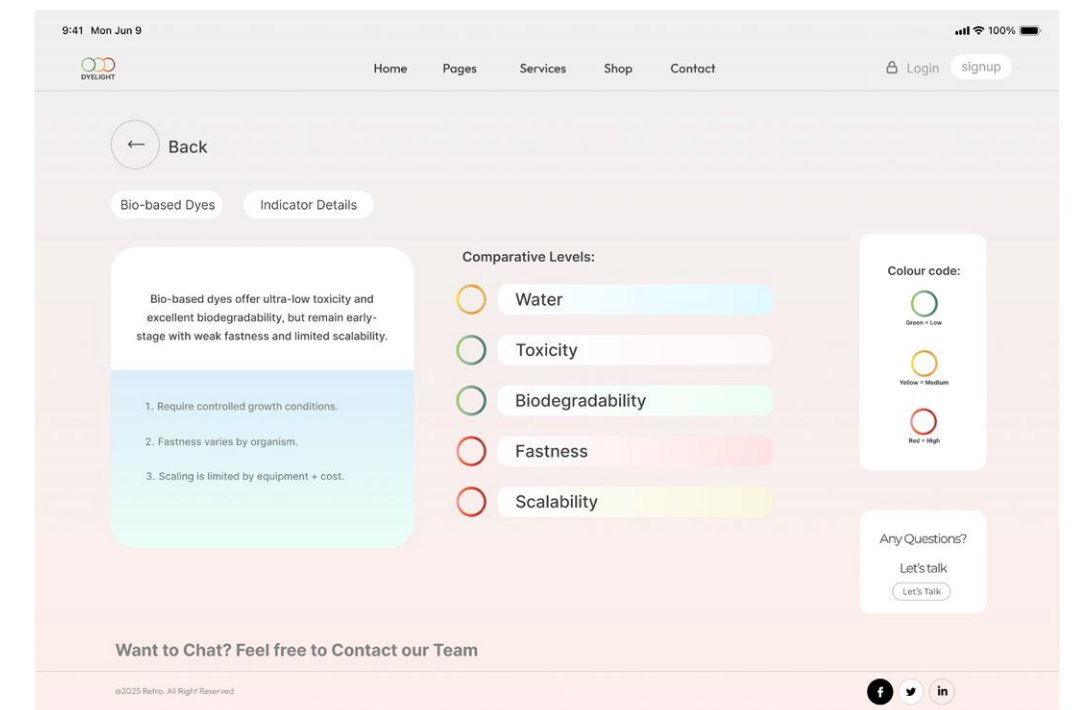 9:41 Mon Jun 9
100%
DYELIGHT
Home Pages Services Shop Contact
Login signup
← Back
Bio-based Dyes Indicator Details
Bio-based dyes offer ultra-low toxicity and
excellent biodegradability, but remain early-
stage with weak fastness and limited scalability.
1. Require controlled growth conditions.
2. Fastness varies by organism.
3. Scaling is limited by equipment + cost.
Comparative Levels:
Water
Toxicity
Biodegradability
Fastness
Scalability
Colour code:
Green = Low
Yellow = Medium
Red = High
Any Questions?
Let's talk
Let's Talk
Want to Chat? Feel free to Contact our Team
@2025 Retro. All Right Reserved
f in